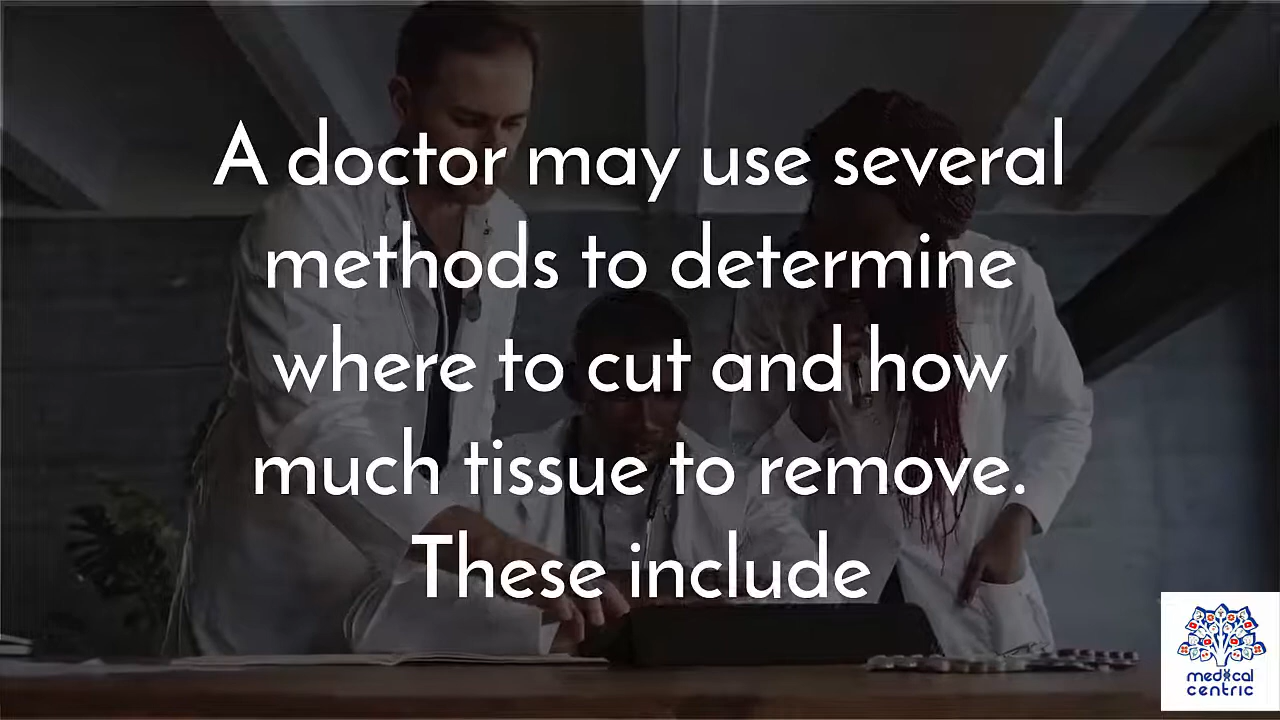 A doctor may use several
methods to determine
where to cut and how
much tissue to remove.
These include
medical
centric